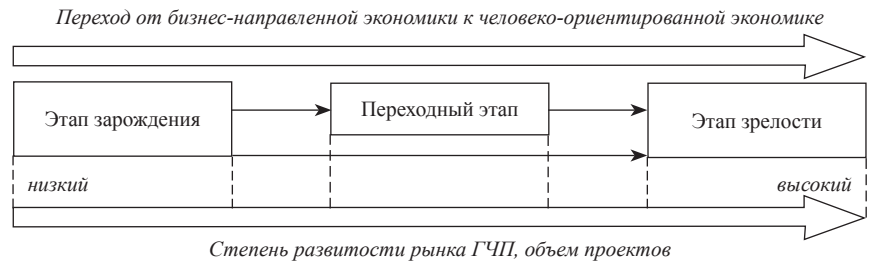 Переход от бизнес-направленной экономики к человеко-ориентированной экономике
Этап зарождения
Переходный этап
Этап зрелости
низкий
высокий
Степень развитости рынка ГЧП, объем проектов